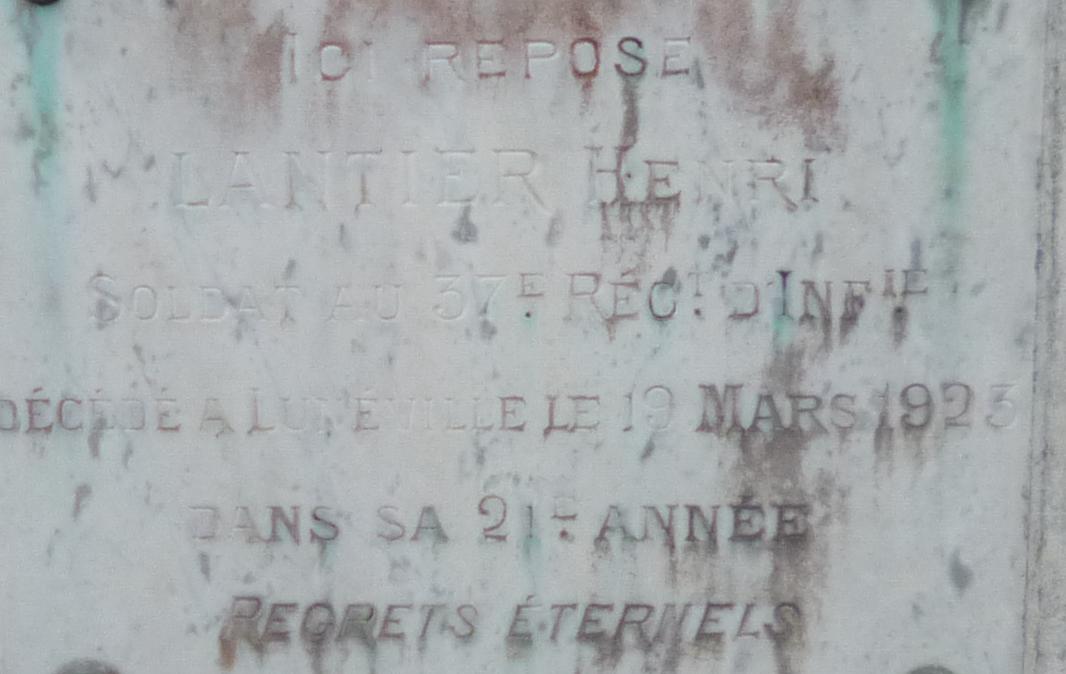 ICI REPOSE
LANTIER HENRI
SOLDAT AU 37E RÉGT. D'INFIE
DÉCÉDÉ A LUNÉVILLE LE 19 MARS 1923
DANS SA 21E ANNÉE
REGRETS ÉTERNELS